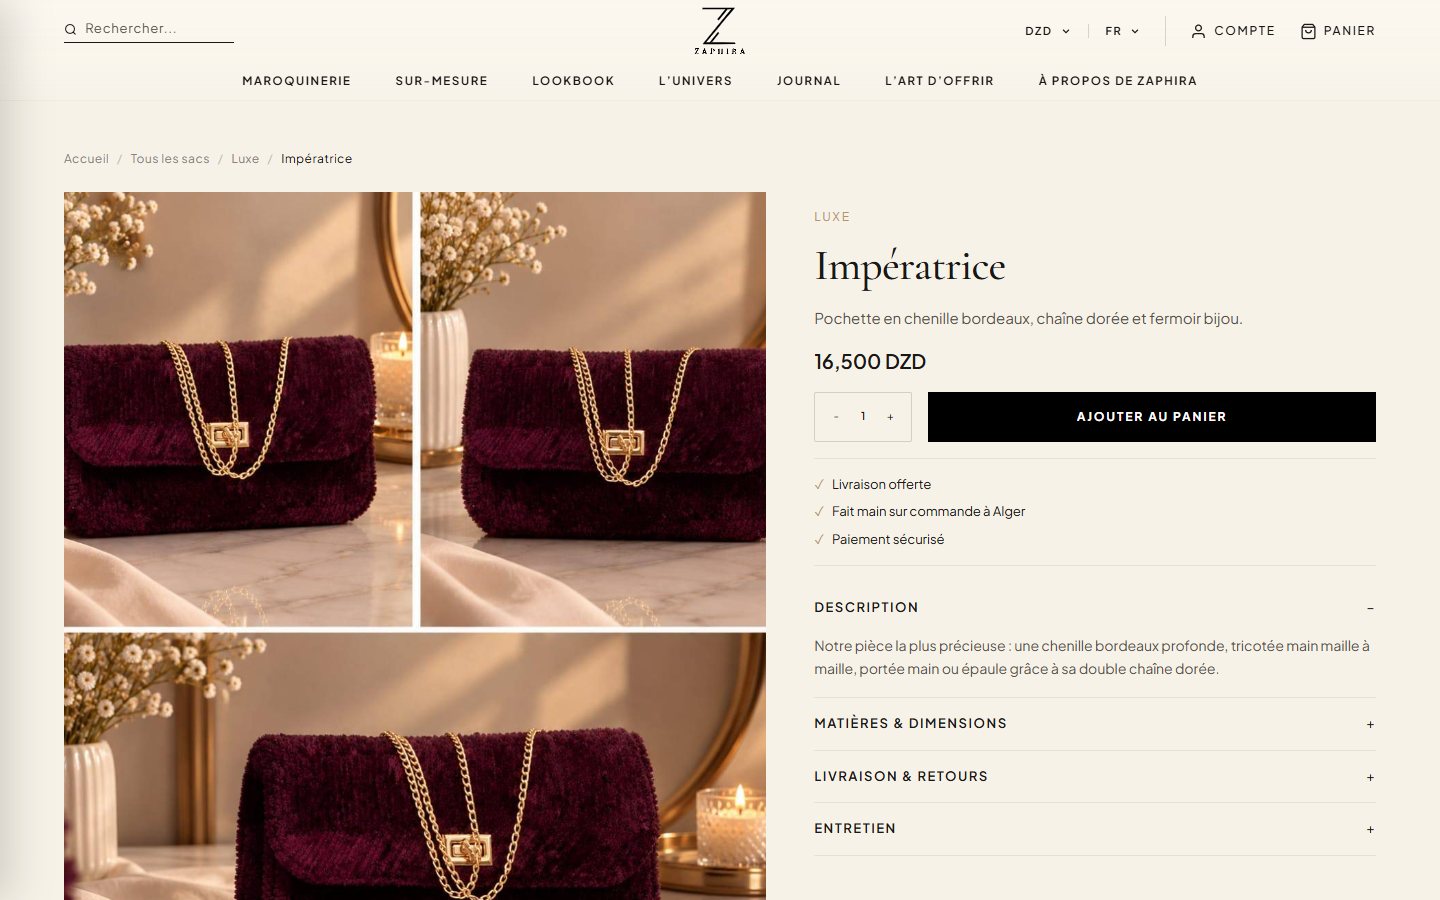 Rechercher...
ZAPHIRA
DZD
FR
COMPTE
PANIER
MAROQUINERIE
SUR-MESURE
LOOKBOOK
L'UNIVERS
JOURNAL
L'ART D'OFFRIR
À PROPOS DE ZAPHIRA
Accueil / Tous les sacs / Luxe / Impératrice
LUXE
Impératrice
Pochette en chenille bordeaux, chaîne dorée et fermoir bijou.
16,500 DZD
- 1 +
AJOUTER AU PANIER
✓ Livraison offerte
✓ Fait main sur commande à Alger
✓ Paiement sécurisé
DESCRIPTION −
Notre pièce la plus précieuse : une chenille bordeaux profonde, tricotée main maille à
maille, portée main ou épaule grâce à sa double chaîne dorée.
MATIÈRES & DIMENSIONS +
LIVRAISON & RETOURS +
ENTRETIEN +